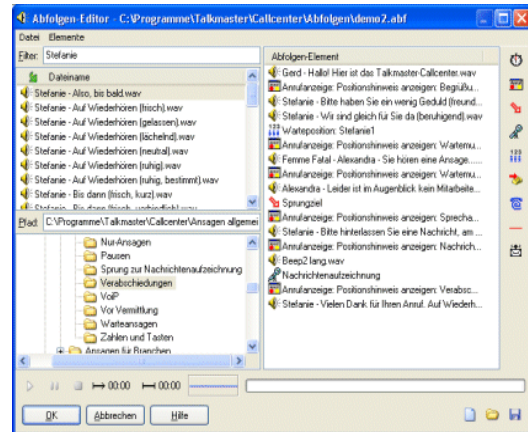 Abfolgen-Editor - C:\Programme\Talkmaster\Callcenter\Abfolgen\demo2.abf
Datei Elemente
Filter: Stefanie
Dateiname
Stefanie - Also, bis bald.wav
Stefanie - Auf Wiederhören (frisch).wav
Stefanie - Auf Wiederhören (gelassen).wav
Stefanie - Auf Wiederhören (lächelnd).wav
Stefanie - Auf Wiederhören (neutral).wav
Stefanie - Auf Wiederhören (ruhig).wav
Stefanie - Auf Wiederhören (ruhig, bestimmt).wav
Stefanie - Bis dann (frisch, kurz).wav
Stefanie - Bis dann (frisch, verbindlich).wav
Pfad: C:\Programme\Talkmaster\Callcenter\Ansagen allgemei
Nur-Ansagen
Pausen
Sprung zur Nachrichtenaufzeichnung
Verabschiedungen
VoiP
Vor Vermittlung
Warteansagen
Zahlen und Tasten
Ansagen für Branchen
Abfolgen-Element
Gerd - Hallo! Hier ist das Talkmaster-Callcenter.wav
Anrufanzeige: Positionshinweis anzeigen: Begrüßu...
Stefanie - Bitte haben Sie ein wenig Geduld (freund...
Stefanie - Wir sind gleich für Sie da (beruhigend).wav
123 Warteposition: Stefanie1
Anrufanzeige: Positionshinweis anzeigen: Wartemu...
Femme Fatal - Alexandra - Sie hören eine Ansage......
Anrufanzeige: Positionshinweis anzeigen: Wartemu...
Alexandra - Leider ist im Augenblick kein Mitarbeite...
Sprungziel
Anrufanzeige: Positionshinweis anzeigen: Sprecha...
Stefanie - Bitte hinterlassen Sie eine Nachricht, am ...
Anrufanzeige: Positionshinweis anzeigen: Nachrich...
Beep2 lang.wav
Nachrichtenaufzeichnung
Anrufanzeige: Positionshinweis anzeigen: Verabsc...
Stefanie - Vielen Dank für Ihren Anruf. Auf Wiederh...
123
00:00 00:00
OK Abbrechen Hilfe